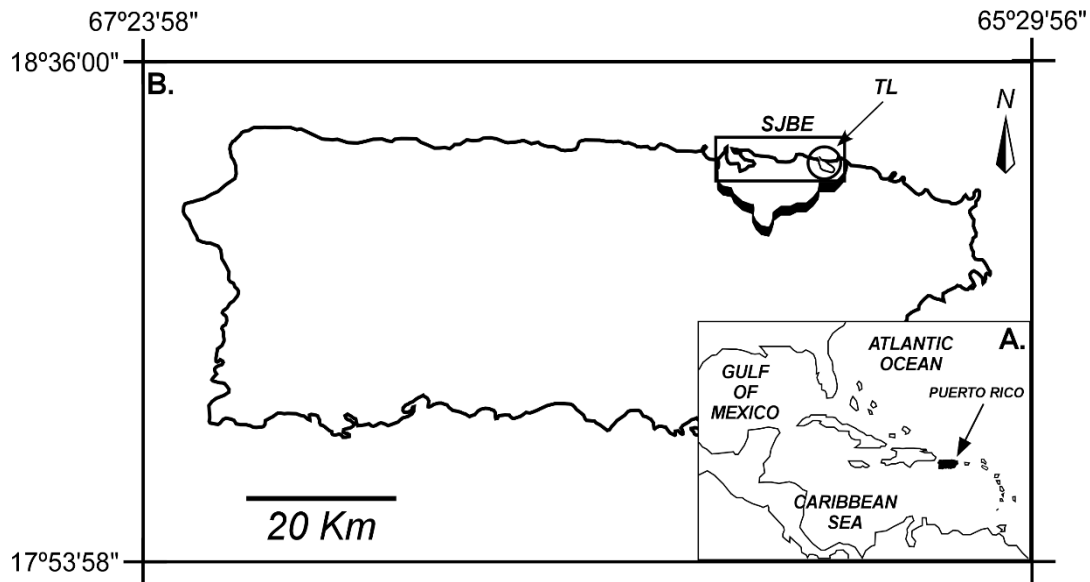 67º23'58"
65º29'56"
18º36'00"
B.
TL
SJBE
N
A.
ATLANTIC
OCEAN
GULF
OF
MEXICO
PUERTO RICO
CARIBBEAN
SEA
20 Km
17º53'58"